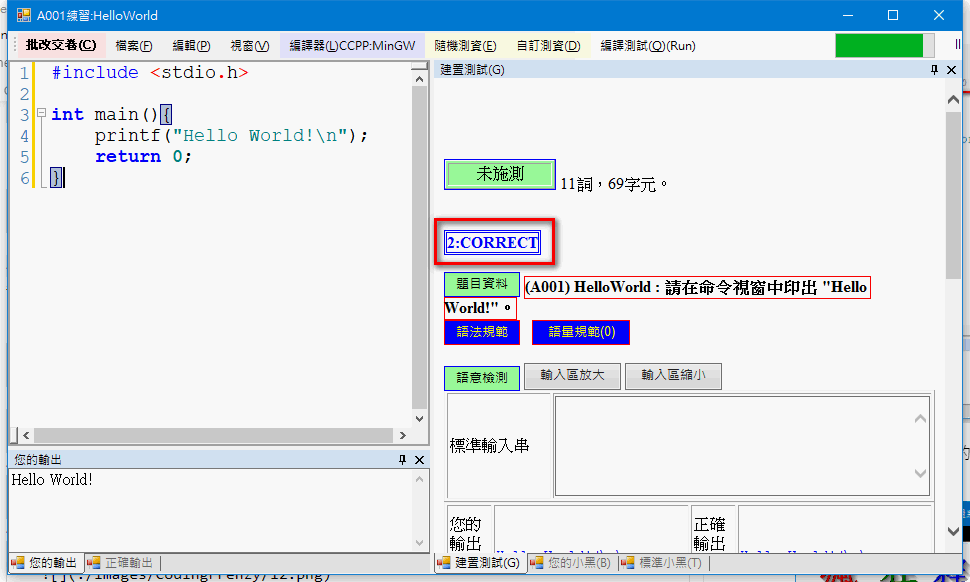 A001練習:HelloWorld
批改交卷(C) 檔案(F) 編輯(P) 視窗(V) 編譯器(L)CCPP:MinGW 隨機測資(E) 自訂測資(D) 編譯測試(Q)(Run)
1 #include <stdio.h>
2
3 int main(){
4 printf("Hello World!\n");
5 return 0;
6 }
您的輸出
Hello World!
您的輸出 正確輸出
建置測試(G)
未施測 11詞，69字元。
2:CORRECT
題目資料 (A001) HelloWorld : 請在命令視窗中印出 "Hello
World!"。
語法規範 語量規範(0)
語意檢測 輸入區放大 輸入區縮小
標準輸入串
您的
輸出
正確
輸出
建置測試(G) 您的小黑(B) 標準小黑(T)
![](./images/CodingFrenzy/12.png)